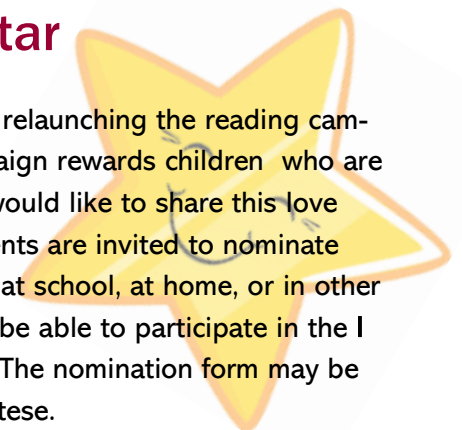 tar
relaunching the reading cam-
aign rewards children who are
would like to share this love
ents are invited to nominate
at school, at home, or in other
be able to participate in the I
The nomination form may be
tese.